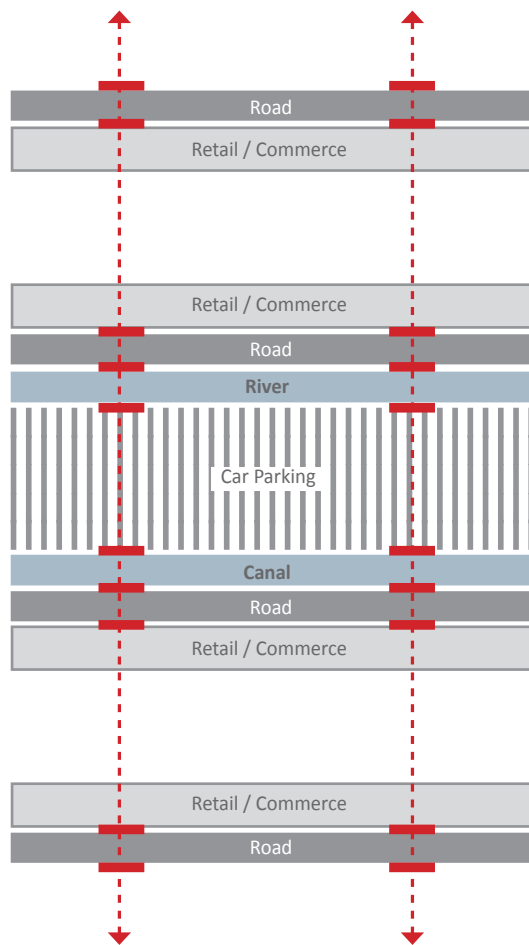 Road
Retail / Commerce
Retail / Commerce
Road
River
Car Parking
Canal
Road
Retail / Commerce
Retail / Commerce
Road